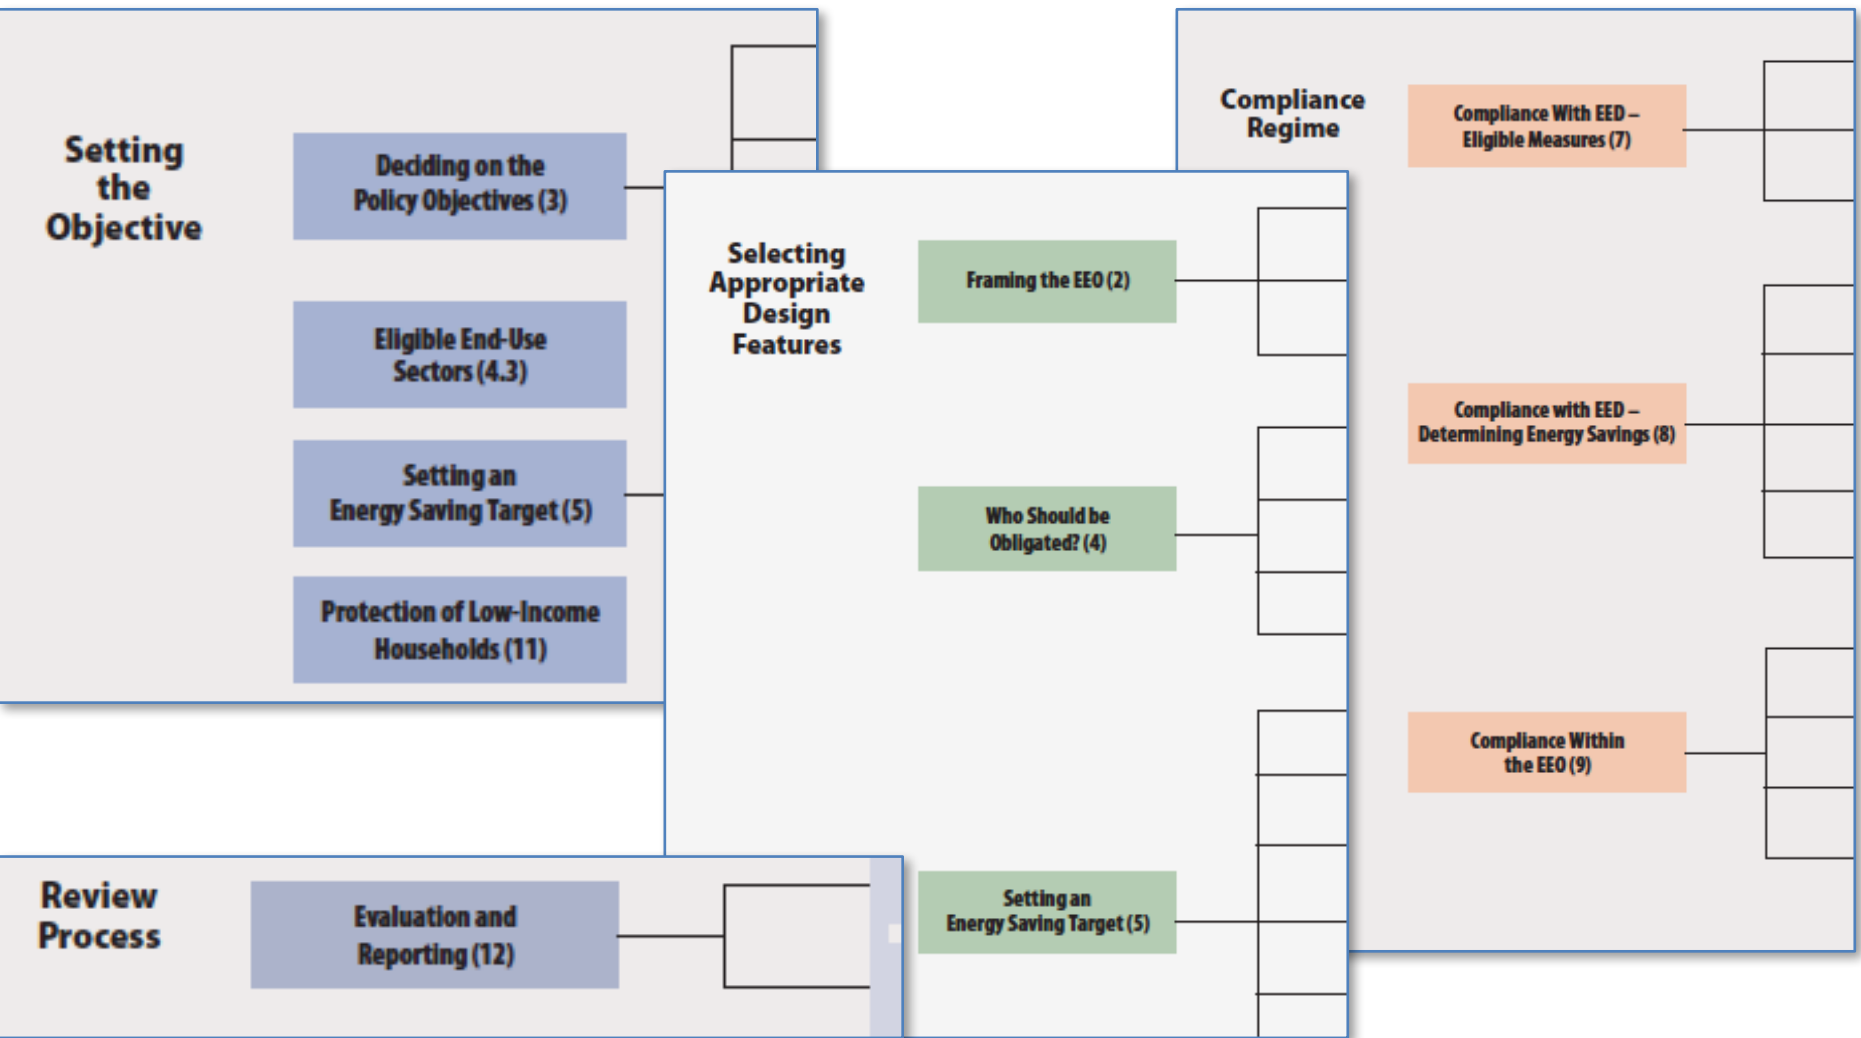 Setting
the
Objective
Deciding on the
Policy Objectives (3)
Eligible End-Use
Sectors (4.3)
Setting an
Energy Saving Target (5)
Protection of Low-Income
Households (11)
Selecting
Appropriate
Design
Features
Framing the EEO (2)
Who Should be
Obligated? (4)
Setting an
Energy Saving Target (5)
Compliance
Regime
Compliance With EED –
Eligible Measures (7)
Compliance with EED –
Determining Energy Savings (8)
Compliance Within
the EEO (9)
Review
Process
Evaluation and
Reporting (12)